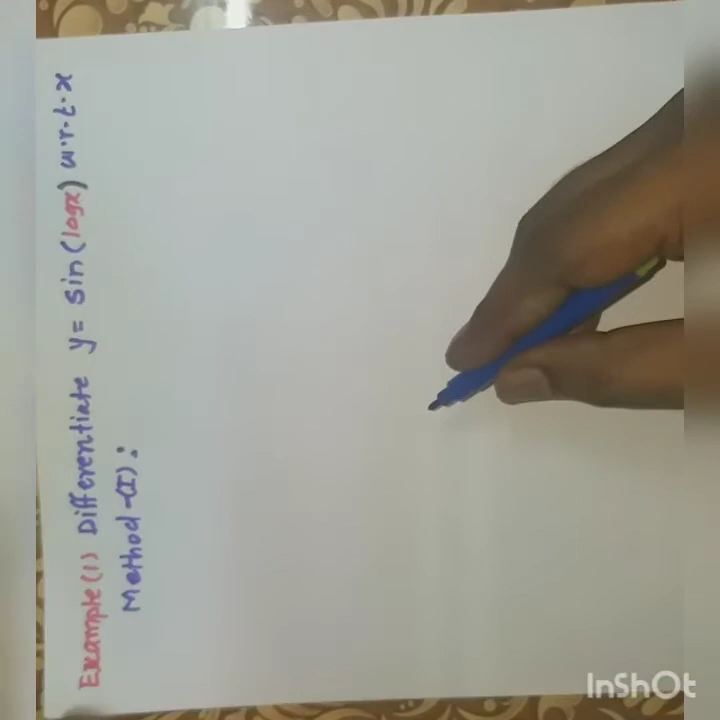 Example (1) Differentiate y = sin(logx) w.r.t.x
Method-(I):
InShOt